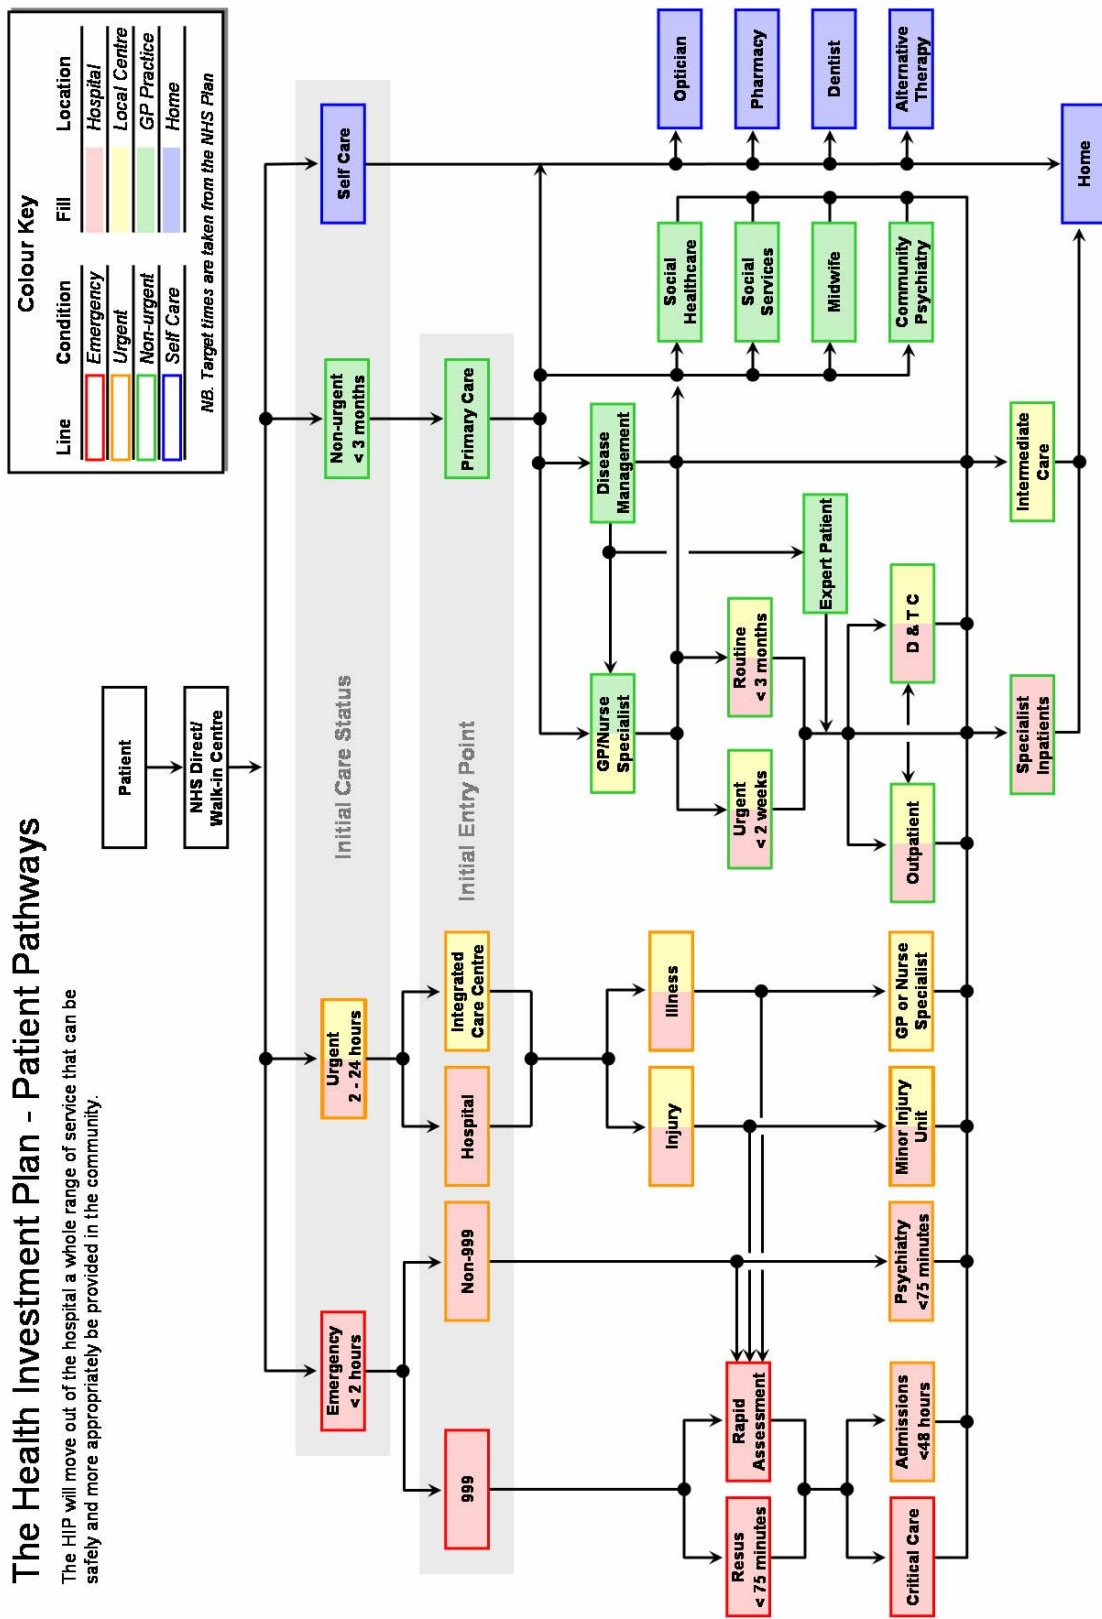 The Health Investment Plan - Patient Pathways
The HIP will move out of the hospital a whole range of service that can be
safely and more appropriately be provided in the community.
Colour Key
Line Condition Fill Location
Emergency Hospital
Urgent Local Centre
Non-urgent GP Practice
Self Care Home
NB. Target times are taken from the NHS Plan
Patient
NHS Direct/
Walk-in Centre
Initial Care Status
Emergency
< 2 hours
Urgent
2 - 24 hours
Non-urgent
< 3 months
Self Care
Initial Entry Point
999
Non-999
Hospital
Integrated
Care Centre
Primary Care
GP/Nurse
Specialist
Disease
Management
Injury
Illness
Social
Healthcare
Optician
Resus
< 75 minutes
Rapid
Assessment
Urgent
< 2 weeks
Routine
< 3 months
Social
Services
Pharmacy
Expert Patient
Midwife
Dentist
Critical Care
Admissions
<48 hours
Psychiatry
<75 minutes
Minor Injury
Unit
GP or Nurse
Specialist
Outpatient
D & T C
Community
Psychiatry
Alternative
Therapy
Specialist
Inpatients
Intermediate
Care
Home